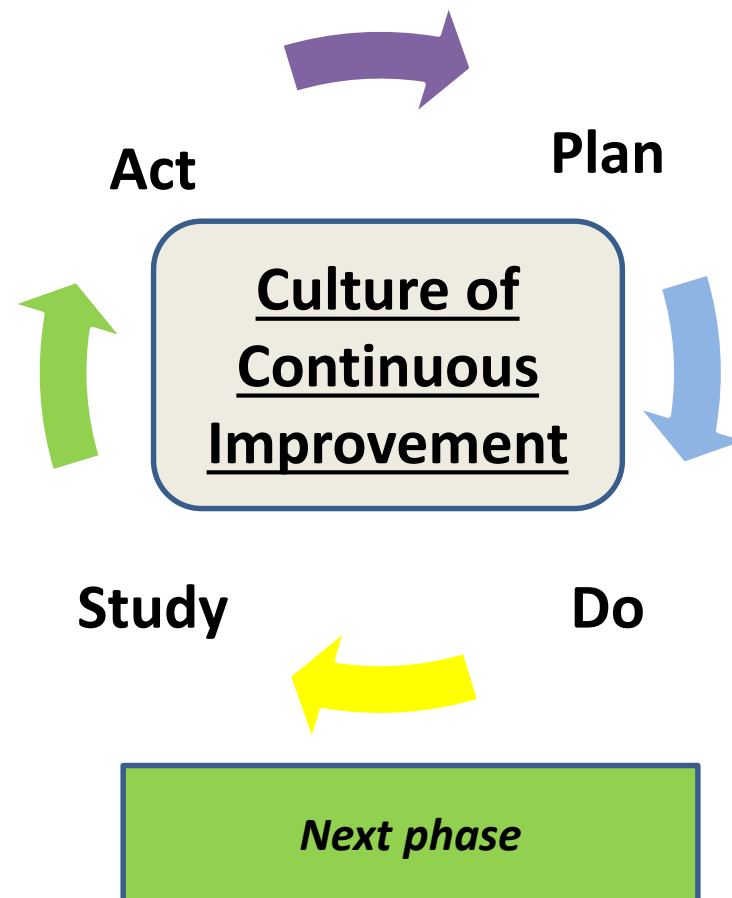 Act
Plan
Culture of
Continuous
Improvement
Study
Do
Next phase